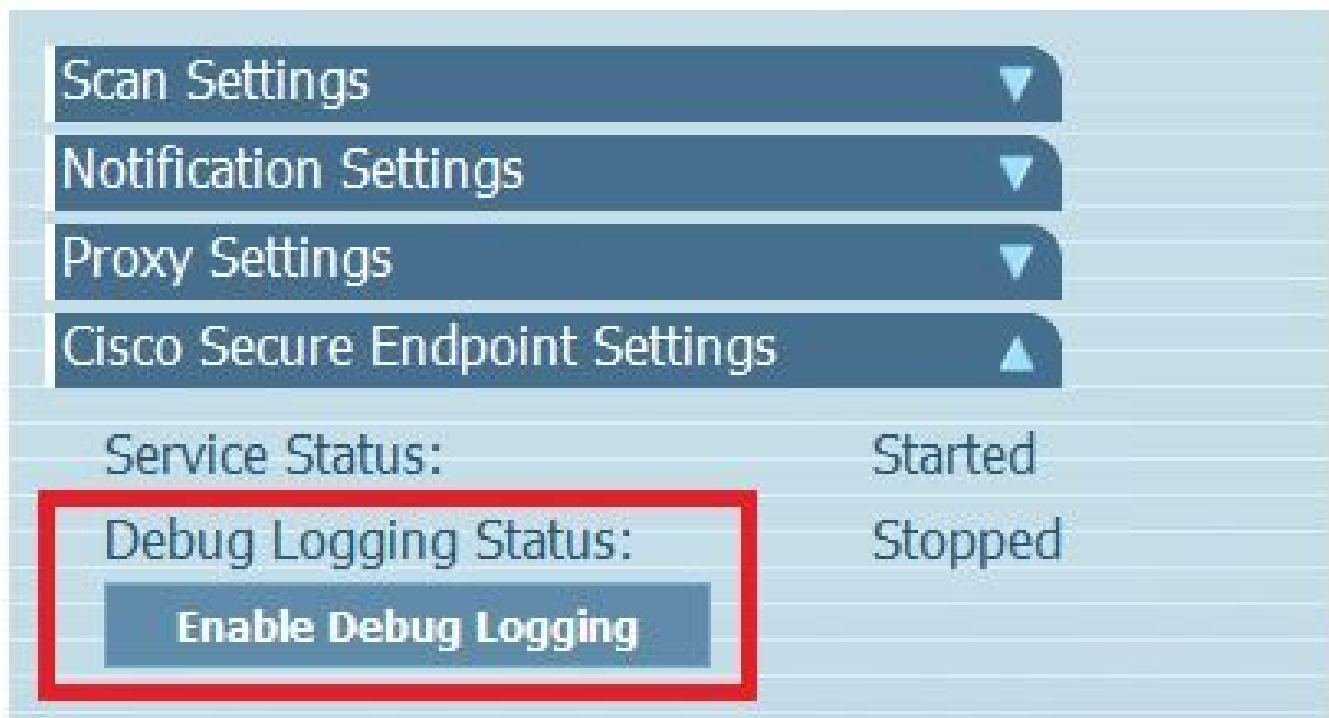 Scan Settings
Notification Settings
Proxy Settings
Cisco Secure Endpoint Settings
Service Status: Started
Debug Logging Status: Stopped
Enable Debug Logging